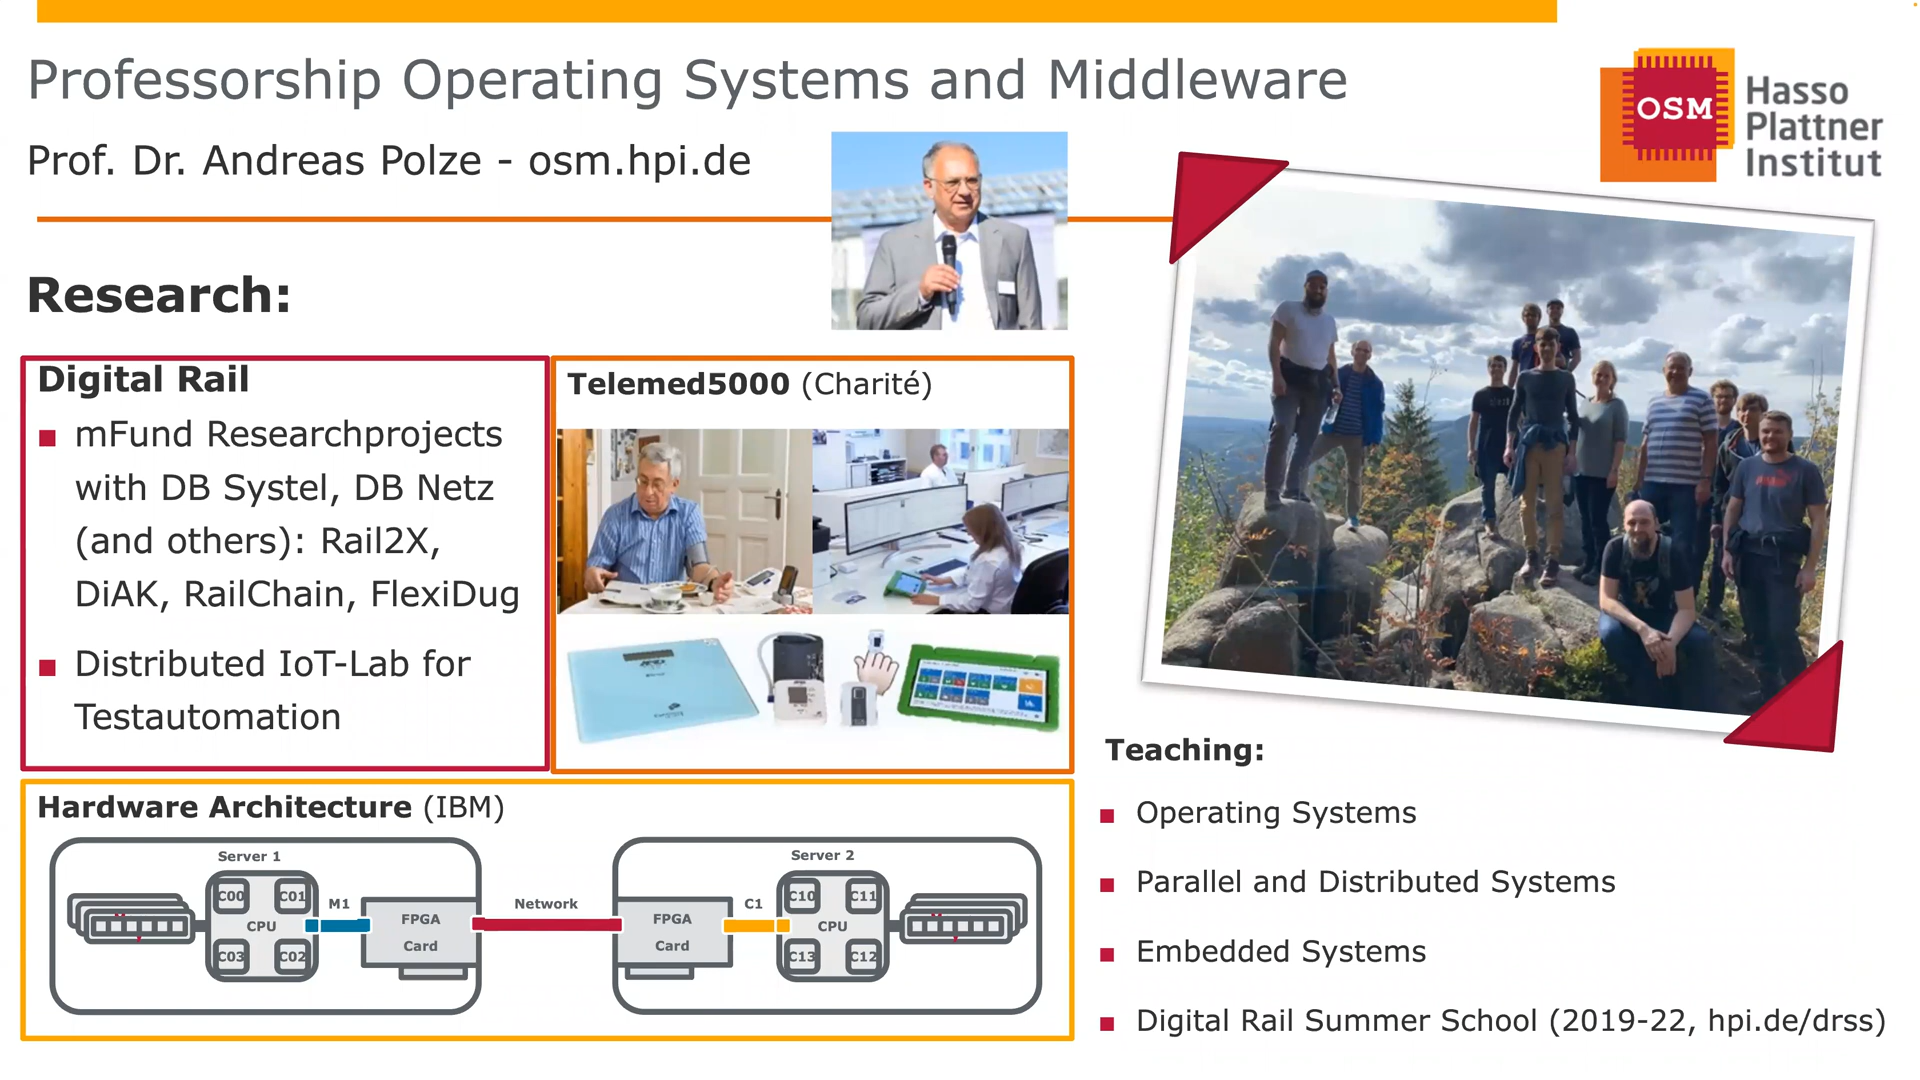 Professorship Operating Systems and Middleware
Prof. Dr. Andreas Polze - osm.hpi.de
OSM
Hasso
Plattner
Institut
Research:
Digital Rail
mFund Researchprojects
with DB Systel, DB Netz
(and others): Rail2X,
DiAK, RailChain, FlexiDug
Distributed IoT-Lab for
Testautomation
Telemed5000 (Charité)
Hardware Architecture (IBM)
Server 1
C00
C01
CPU
C03
C02
M1
FPGA
Card
Network
Server 2
FPGA
Card
C1
C10
C11
CPU
C13
C12
Teaching:
Operating Systems
Parallel and Distributed Systems
Embedded Systems
Digital Rail Summer School (2019-22, hpi.de/drss)